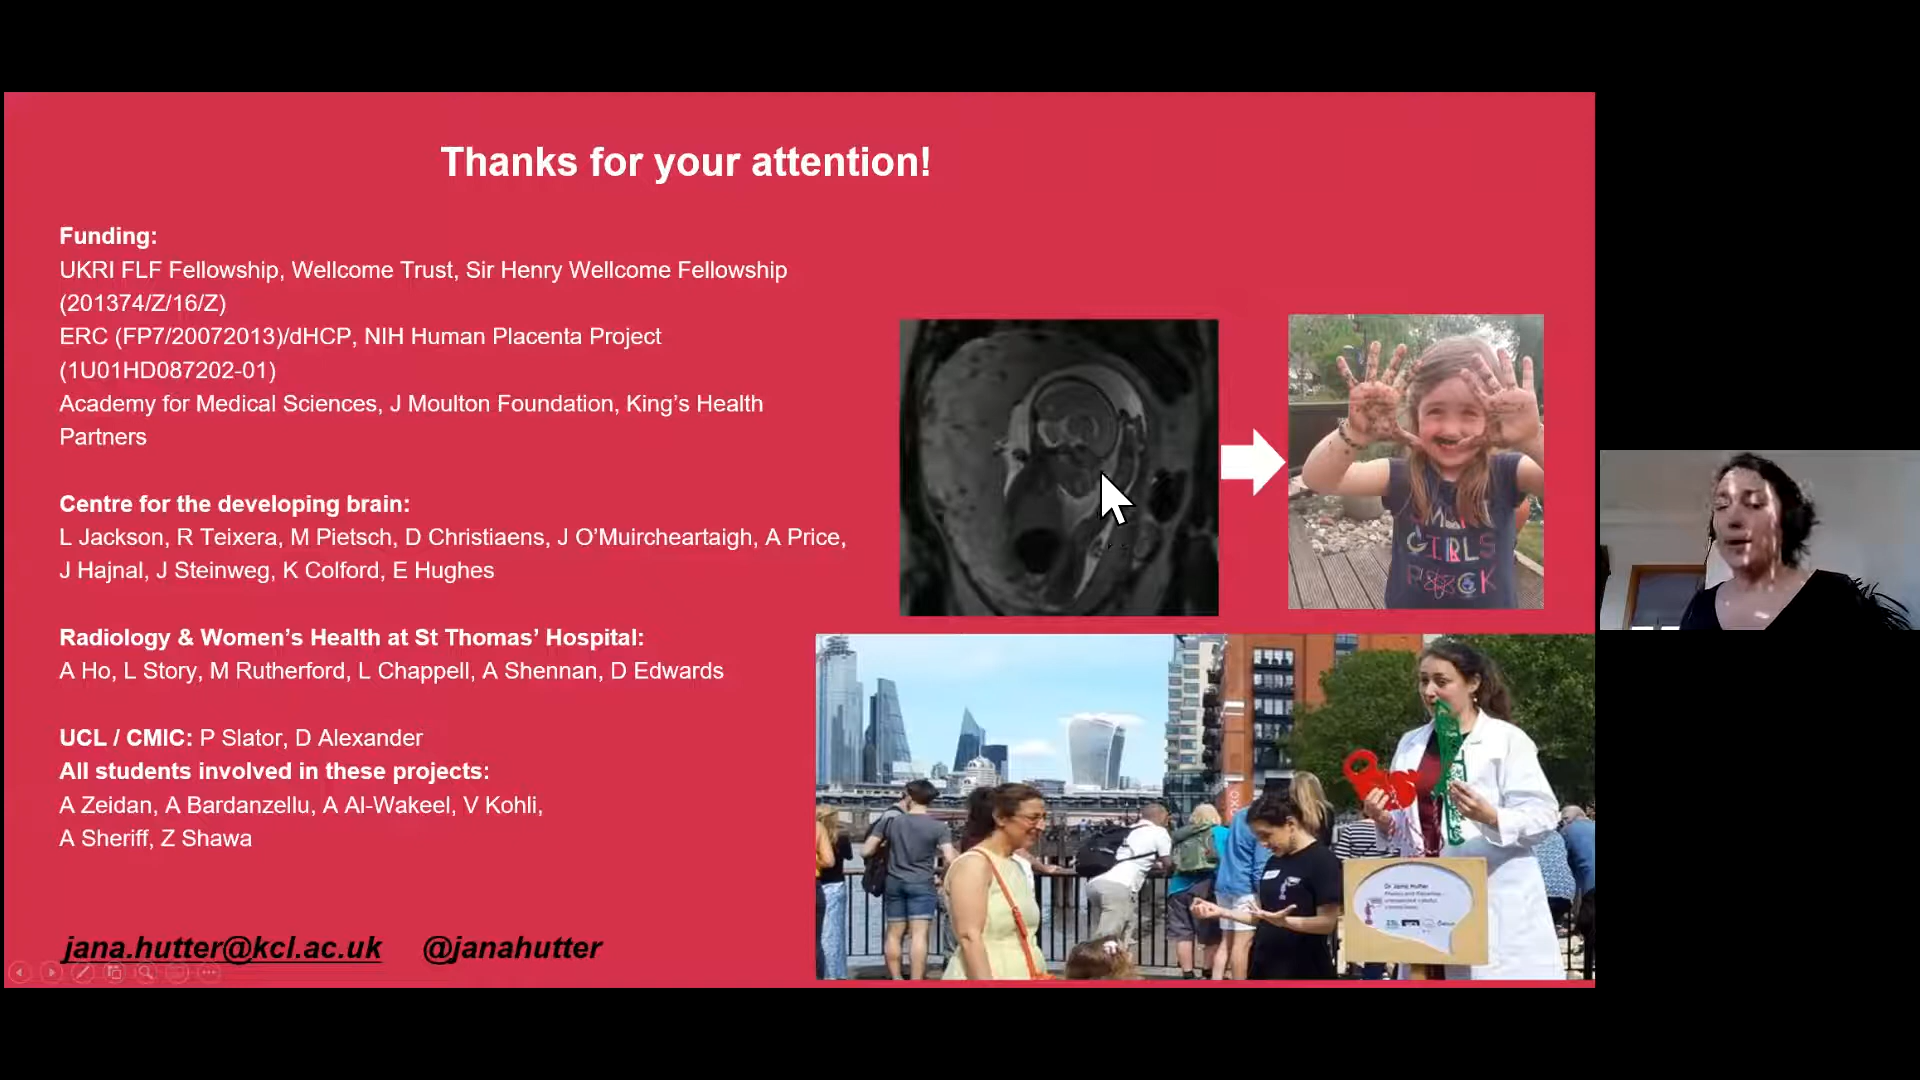 Thanks for your attention!
Funding:
UKRI FLF Fellowship, Wellcome Trust, Sir Henry Wellcome Fellowship
(201374/Z/16/Z)
ERC (FP7/20072013)/dHCP, NIH Human Placenta Project
(1U01HD087202-01)
Academy for Medical Sciences, J Moulton Foundation, King’s Health
Partners
Centre for the developing brain:
L Jackson, R Teixera, M Pietsch, D Christiaens, J O’Muircheartaigh, A Price,
J Hajnal, J Steinweg, K Colford, E Hughes
Radiology & Women’s Health at St Thomas’ Hospital:
A Ho, L Story, M Rutherford, L Chappell, A Shennan, D Edwards
UCL / CMIC: P Slator, D Alexander
All students involved in these projects:
A Zeidan, A Bardanzellu, A Al-Wakeel, V Kohli,
A Sheriff, Z Shawa
jana.hutter@kcl.ac.uk @janahutter
GIRLS
OXO
Dr Jana Hutter